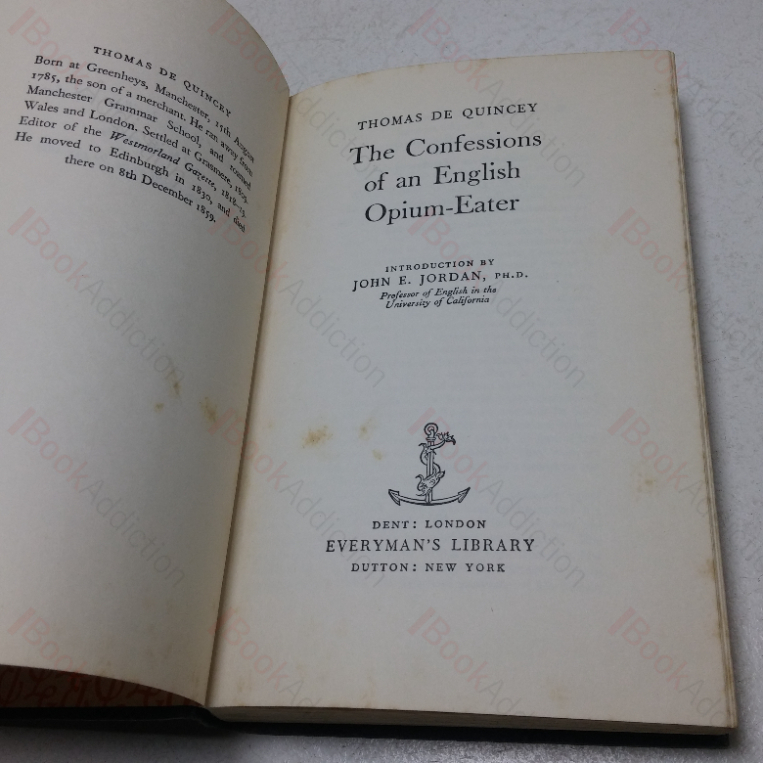 THOMAS DE QUINCEY
Born at Greenheys, Manchester, 15th August
1785, the son of a merchant. He ran away from
Manchester Grammar School, and roamed
Wales and London. Settled at Grasmere, 1809.
Editor of the Westmorland Gazette, 1818-19.
He moved to Edinburgh in 1830, and died
there on 8th December 1859.
THOMAS DE QUINCEY
The Confessions
of an English
Opium-Eater
INTRODUCTION BY
JOHN E. JORDAN, PH.D.
Professor of English in the
University of California
DENT: LONDON
EVERYMAN'S LIBRARY
DUTTON: NEW YORK
BookAddiction